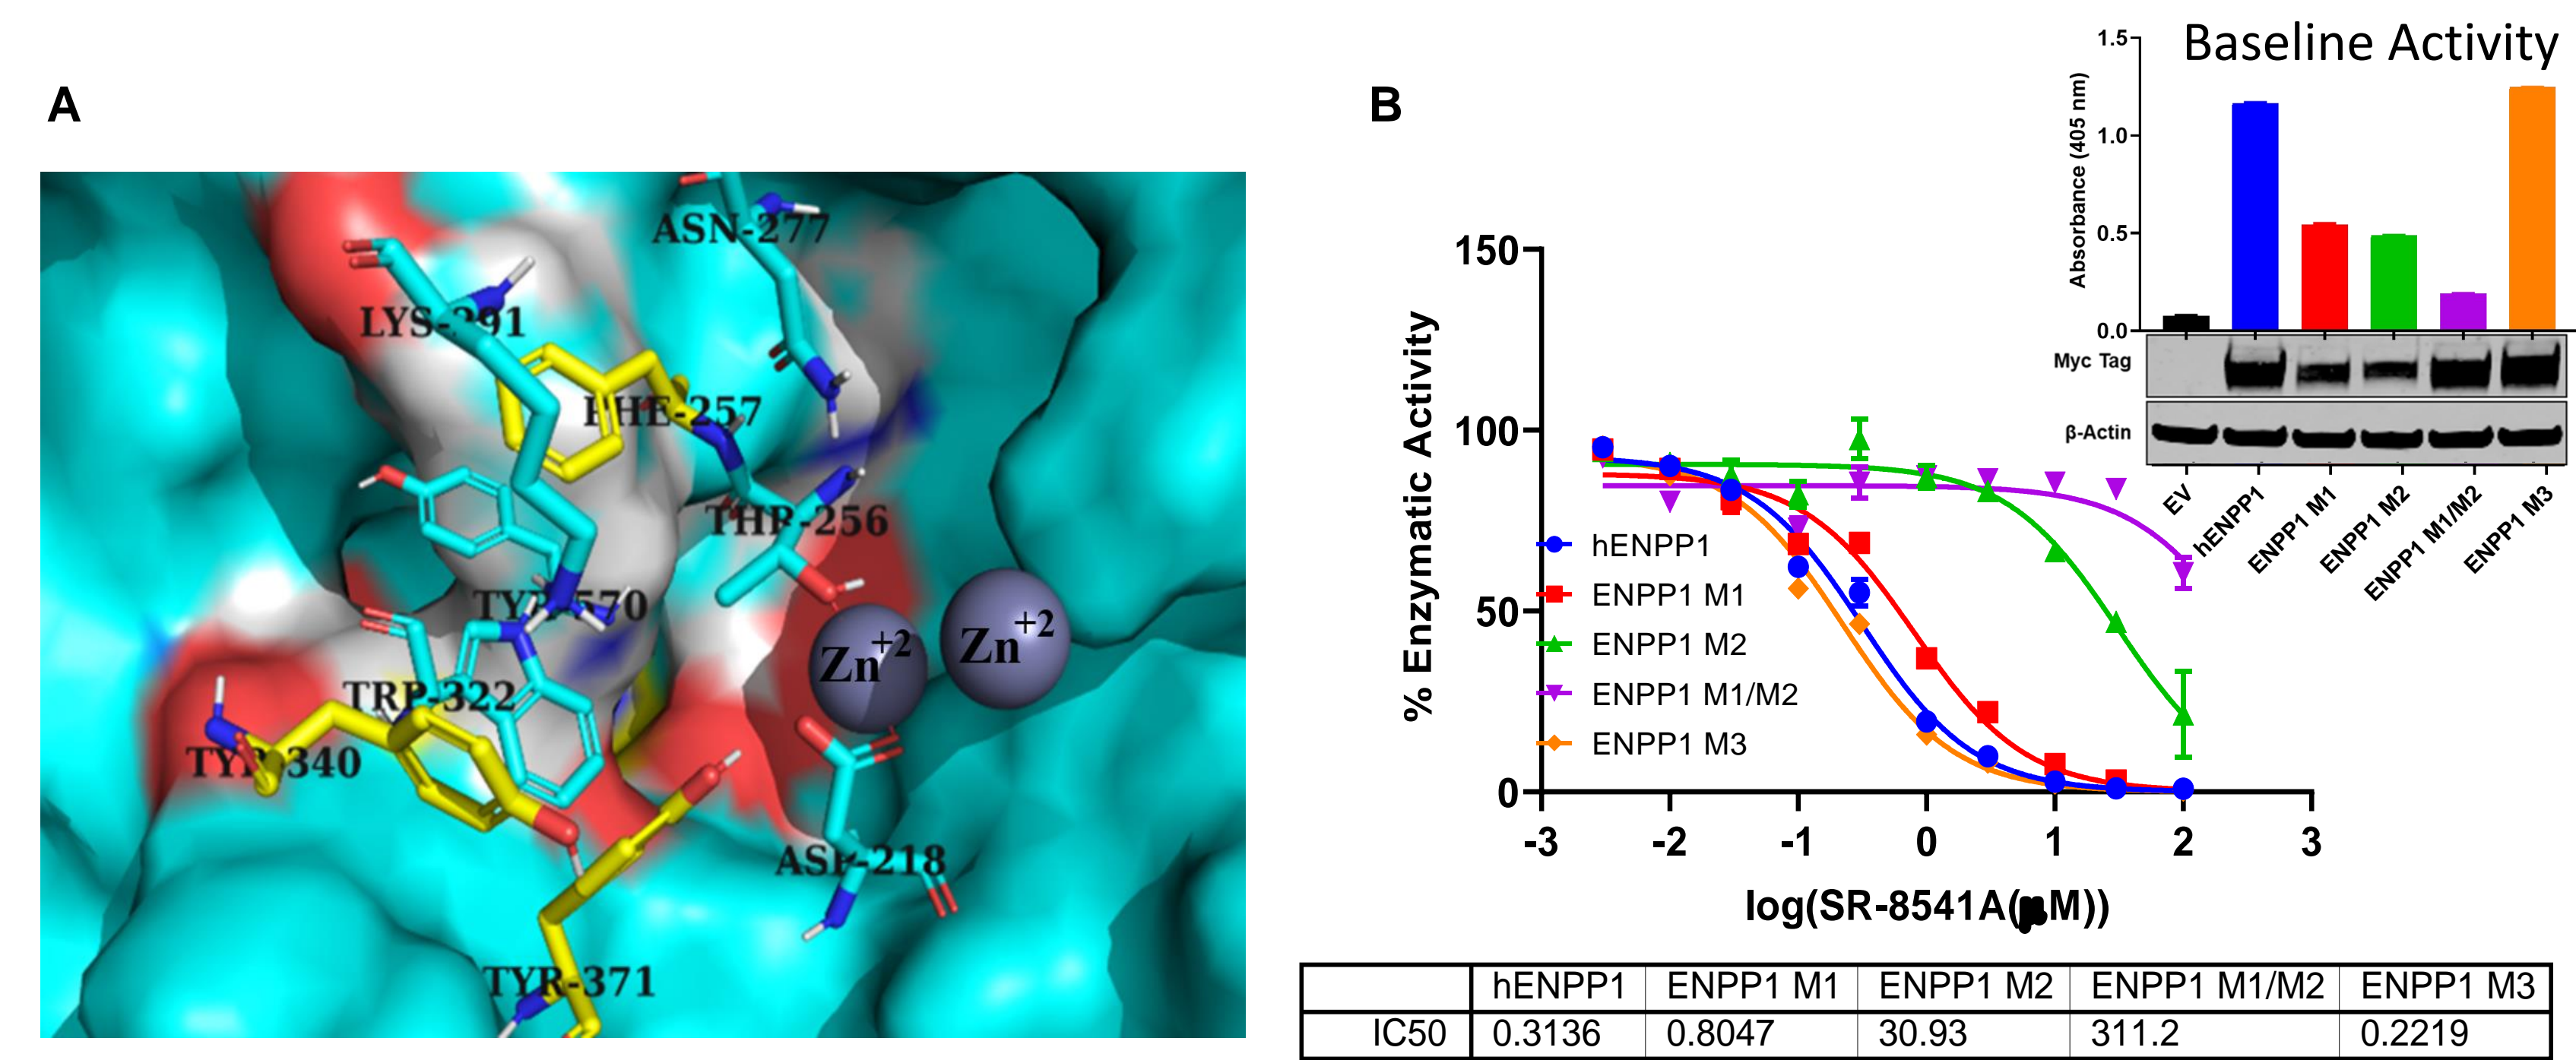 A
ASN-277
LYS-291
PHE-257
THR-256
TYR-570
Zn+2
Zn+2
TRP-322
TYR-340
ASP-218
TYR-371
B
Baseline Activity
Absorbance (405 nm)
1.5
1.0
0.5
0.0
Myc Tag
β-Actin
EV
hENPP1
ENPP1 M1
ENPP1 M2
ENPP1 M1/M2
ENPP1 M3
% Enzymatic Activity
150
100
50
0
hENPP1
ENPP1 M1
ENPP1 M2
ENPP1 M1/M2
ENPP1 M3
-3 -2 -1 0 1 2 3
log(SR-8541A(μM))
hENPP1 ENPP1 M1 ENPP1 M2 ENPP1 M1/M2 ENPP1 M3
IC50 0.3136 0.8047 30.93 311.2 0.2219